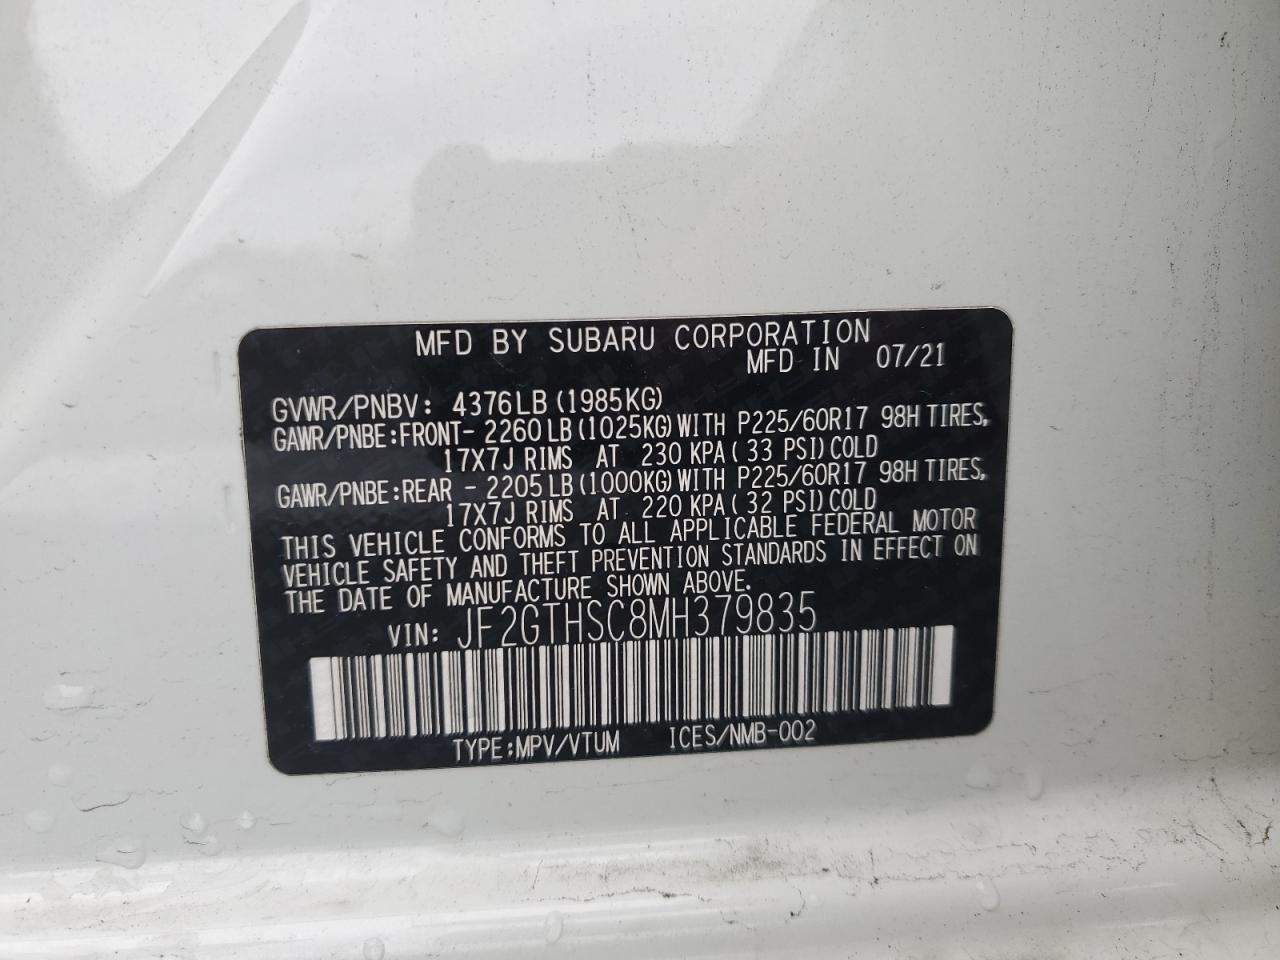 MFD BY SUBARU CORPORATION
MFD IN 07/21
GVWR/PNBV: 4376LB (1985KG)
GAWR/PNBE:FRONT- 2260LB (1025KG) WITH P225/60R17 98H TIRES,
17X7J RIMS AT 230 KPA ( 33 PSI) COLD
GAWR/PNBE:REAR - 2205LB (1000KG) WITH P225/60R17 98H TIRES,
17X7J RIMS AT 220 KPA ( 32 PSI) COLD
THIS VEHICLE CONFORMS TO ALL APPLICABLE FEDERAL MOTOR
VEHICLE SAFETY AND THEFT PREVENTION STANDARDS IN EFFECT ON
THE DATE OF MANUFACTURE SHOWN ABOVE.
VIN: JF2GTHSC8MH379835
TYPE:MPV/VTUM ICES/NMB-002